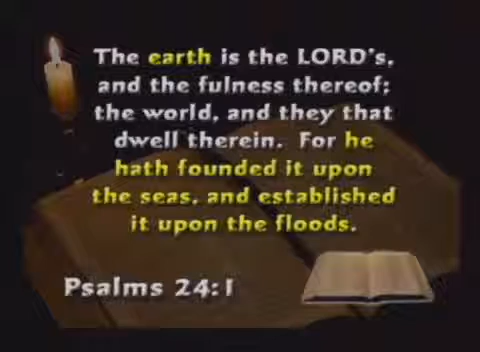 The earth is the LORD's,
and the fulness thereof;
the world, and they that
dwell therein. For he
hath founded it upon
the seas, and established
it upon the floods.
Psalms 24:1